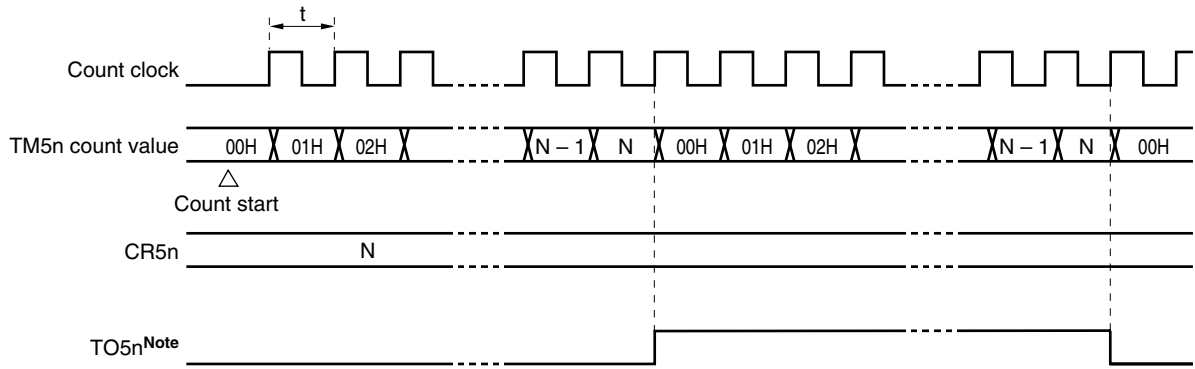 t
Count clock
TM5n count value 00H 01H 02H N – 1 N 00H 01H 02H N – 1 N 00H
Count start
CR5n N
TO5nNote